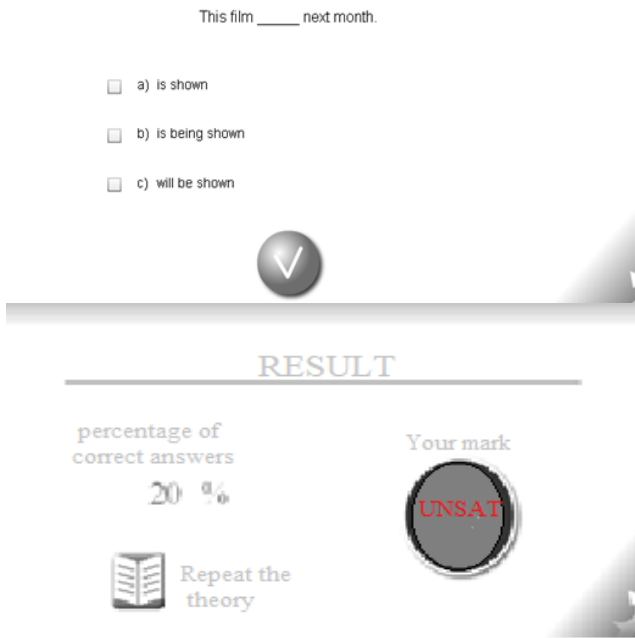 This film _____ next month.
a) is shown
b) is being shown
c) will be shown
RESULT
percentage of
correct answers
20 %
Your mark
UNSAT
Repeat the
theory